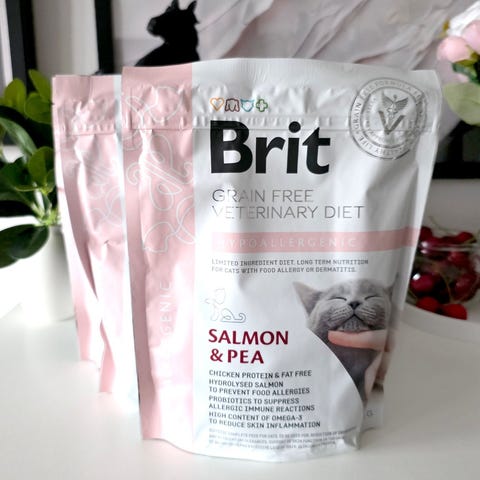 Brit
GRAIN FREE
VETERINARY DIET
HYPOALLERGENIC
LIMITED INGREDIENT DIET. LONG TERM NUTRITION
FOR CATS WITH FOOD ALLERGY OR DERMATITIS.
SALMON
& PEA
CHICKEN PROTEIN & FAT FREE
HYDROLYSED SALMON
TO PREVENT FOOD ALLERGIES
PROBIOTICS TO SUPPRESS
ALLERGIC IMMUNE REACTIONS
HIGH CONTENT OF OMEGA-3
TO REDUCE SKIN INFLAMMATION